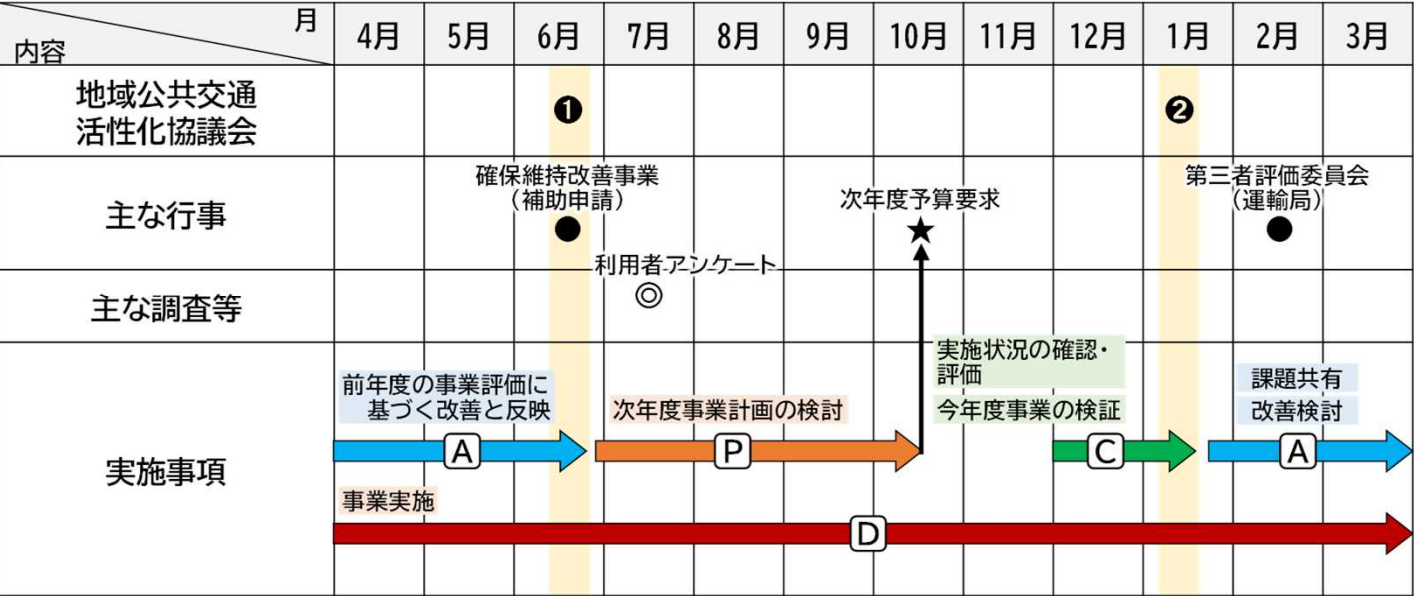 月
内容
4月 5月 6月 7月 8月 9月 10月 11月 12月 1月 2月 3月
地域公共交通
活性化協議会
❶ ❷
主な行事
確保維持改善事業
（補助申請）
●
次年度予算要求
★
第三者評価委員会
（運輸局）
●
主な調査等
利用者アンケート
◎
実施事項
前年度の事業評価に
基づく改善と反映
A
次年度事業計画の検討
P
実施状況の確認・
評価
今年度事業の検証
C
課題共有
改善検討
A
事業実施
D